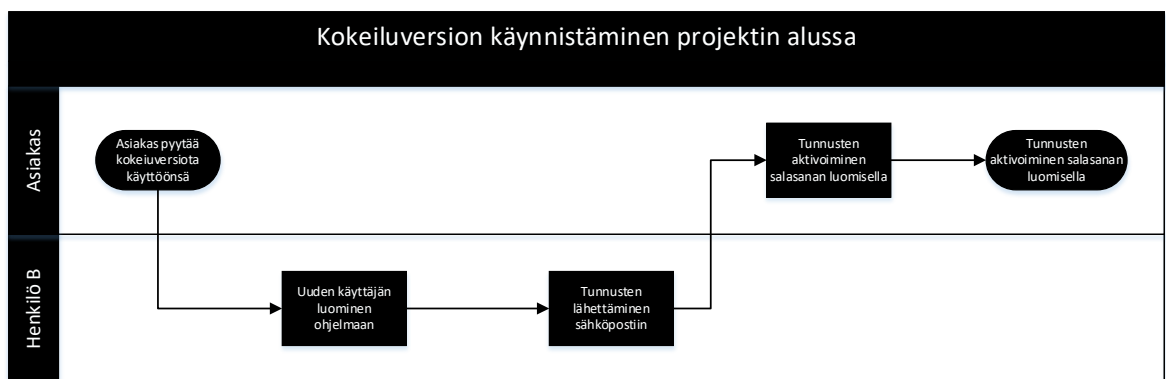 Kokeiluversion käynnistäminen projektin alussa
Asiakas
Asiakas pyytää
kokeiuversiota
käyttöönsä
Tunnusten
aktivoiminen
salasanan luomisella
Tunnusten
aktivoiminen salasanan
luomisella
Henkilö B
Uuden käyttäjän
luominen
ohjelmaan
Tunnusten
lähettäminen
sähköpostiin